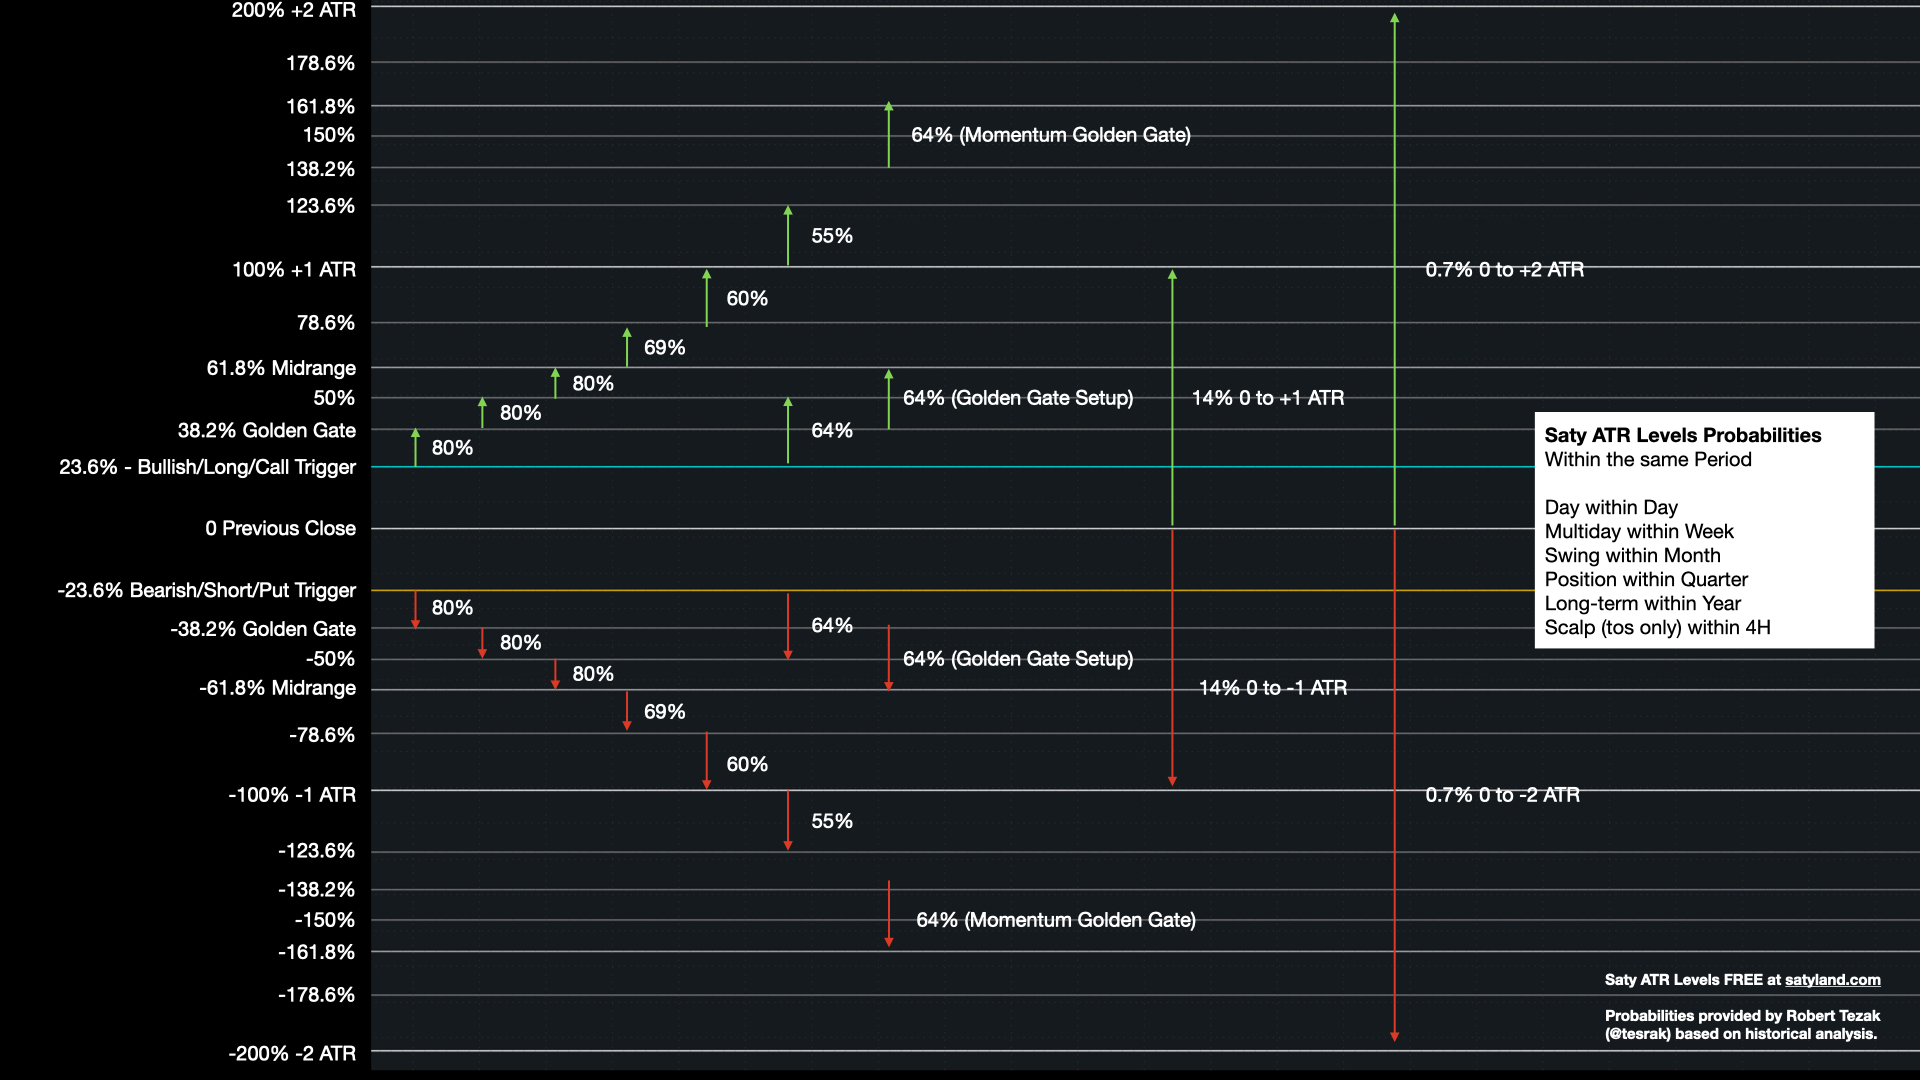 200% +2 ATR
178.6%
161.8%
150%
64% (Momentum Golden Gate)
138.2%
123.6%
55%
100% +1 ATR
0.7% 0 to +2 ATR
60%
78.6%
69%
61.8% Midrange
80%
50%
80%
64% (Golden Gate Setup)
14% 0 to +1 ATR
38.2% Golden Gate
80%
64%
23.6% - Bullish/Long/Call Trigger
Saty ATR Levels Probabilities
Within the same Period
Day within Day
Multiday within Week
Swing within Month
Position within Quarter
Long-term within Year
Scalp (tos only) within 4H
0 Previous Close
-23.6% Bearish/Short/Put Trigger
80%
-38.2% Golden Gate
80%
64%
-50%
80%
64% (Golden Gate Setup)
-61.8% Midrange
69%
14% 0 to -1 ATR
-78.6%
60%
-100% -1 ATR
0.7% 0 to -2 ATR
55%
-123.6%
-138.2%
-150%
64% (Momentum Golden Gate)
-161.8%
-178.6%
-200% -2 ATR
Saty ATR Levels FREE at satyland.com
Probabilities provided by Robert Tezak
(@tesrak) based on historical analysis.